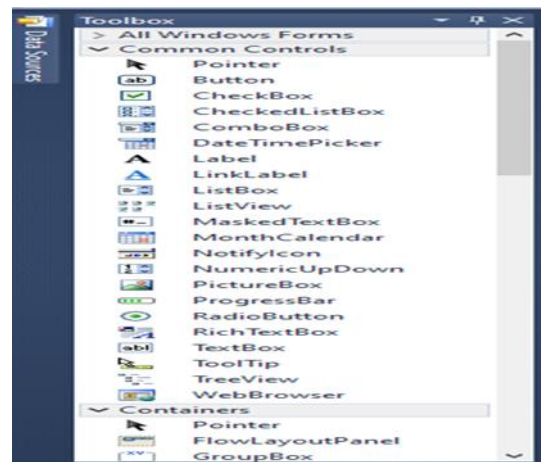 Data Sources
Toolbox
All Windows Forms
Common Controls
Pointer
Button
CheckBox
CheckedListBox
ComboBox
DateTimePicker
Label
LinkLabel
ListBox
ListView
MaskedTextBox
MonthCalendar
NotifyIcon
NumericUpDown
PictureBox
ProgressBar
RadioButton
RichTextBox
TextBox
ToolTip
TreeView
WebBrowser
Containers
Pointer
FlowLayoutPanel
GroupBox